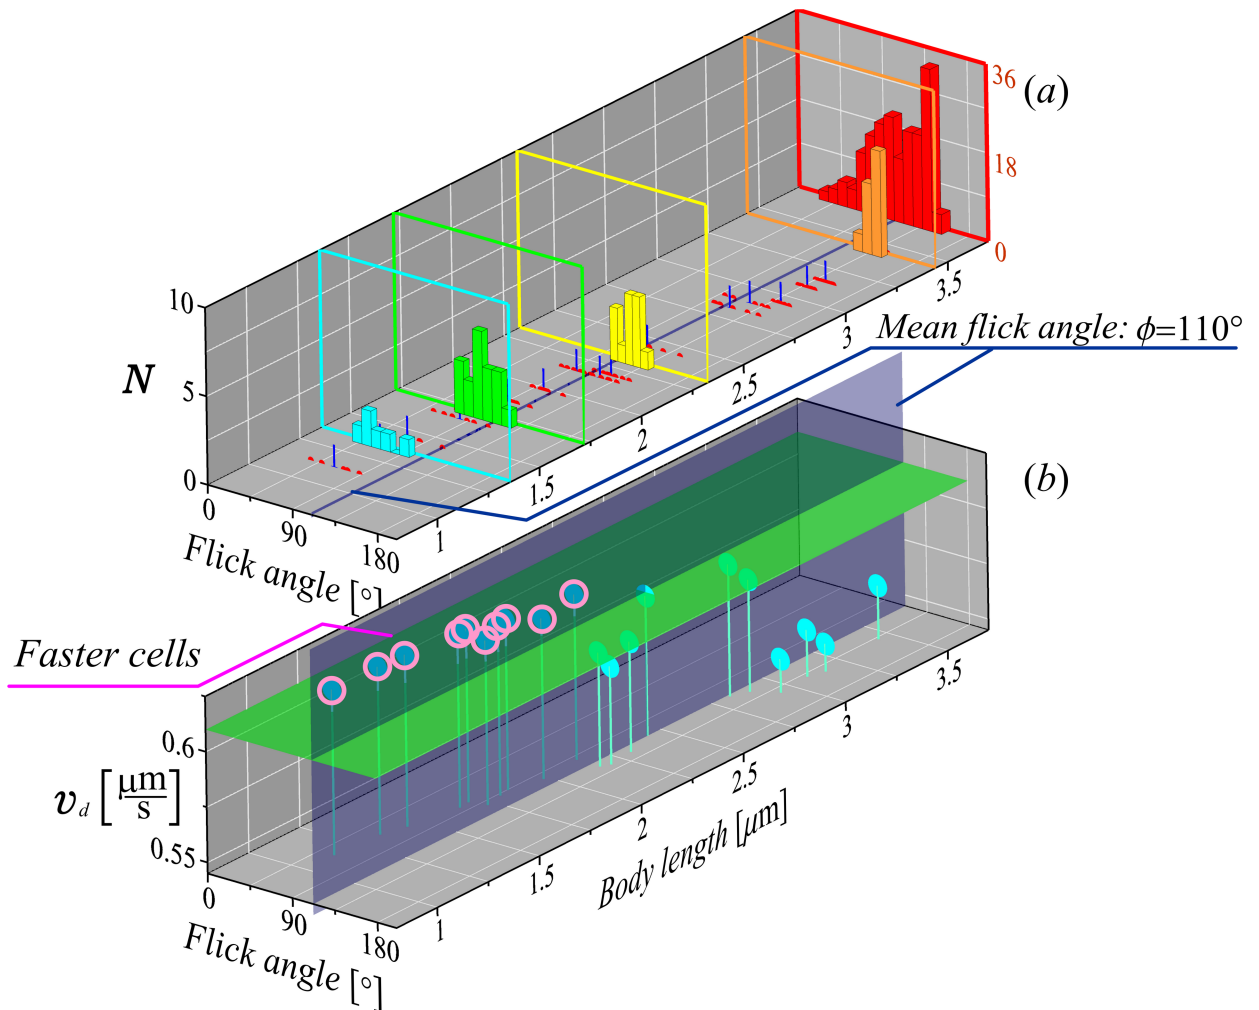 (a)
36
18
0
10
5
0
N
0
90
180
Flick angle [°]
1
1.5
2
2.5
3
3.5
Mean flick angle: ϕ=110°
(b)
Faster cells
0.6
0.55
v_d [μm/s]
0
90
180
Flick angle [°]
1
1.5
2
2.5
3
3.5
Body length [μm]